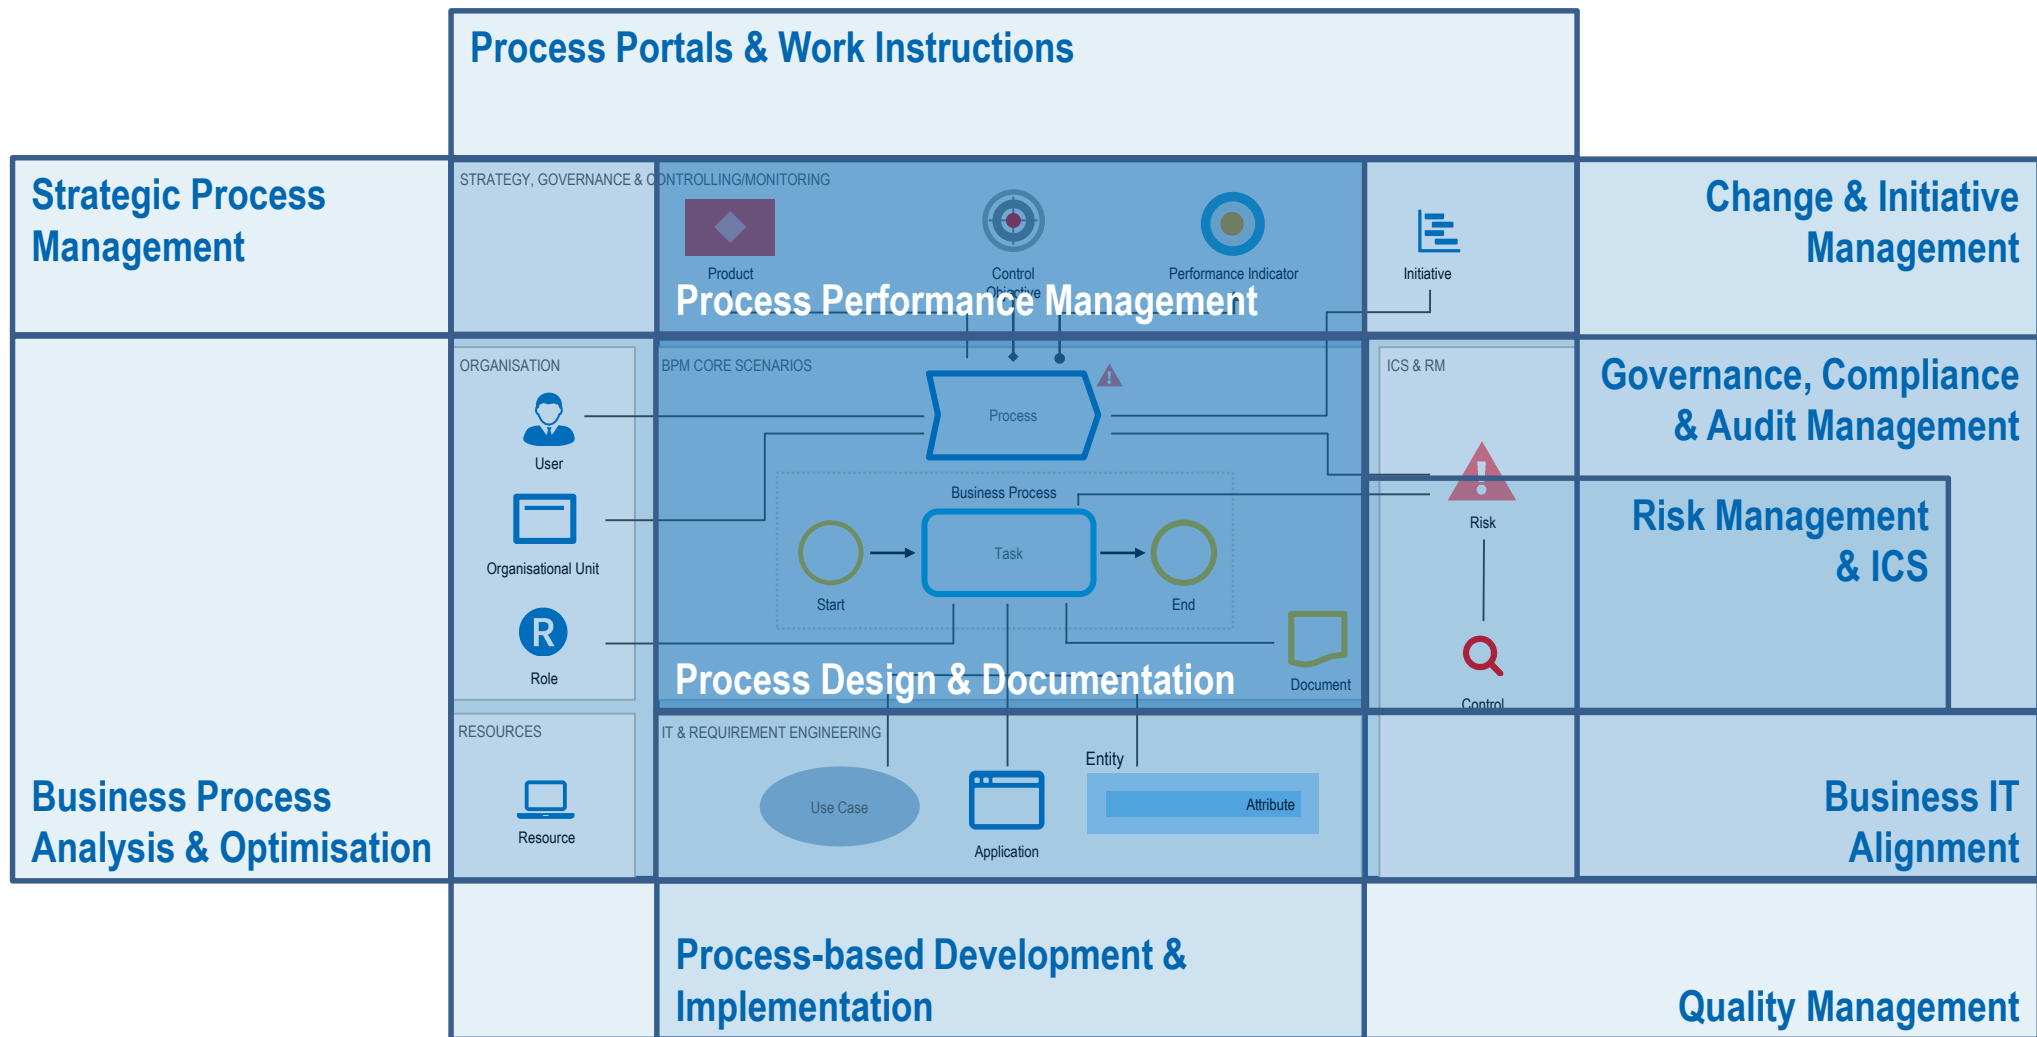 Process Portals & Work Instructions
Strategic Process
Management
STRATEGY, GOVERNANCE & CONTROLLING/MONITORING
Product
Control
Objective
Performance Indicator
Initiative
Change & Initiative
Management
Process Performance Management
ORGANISATION
BPM CORE SCENARIOS
ICS & RM
Governance, Compliance
& Audit Management
Process
User
Business Process
Risk
Risk Management
& ICS
Task
Organisational Unit
Start
End
R
Role
Process Design & Documentation
Document
Control
RESOURCES
IT & REQUIREMENT ENGINEERING
Entity
Attribute
Use Case
Resource
Application
Business Process
Analysis & Optimisation
Business IT
Alignment
Process-based Development &
Implementation
Quality Management